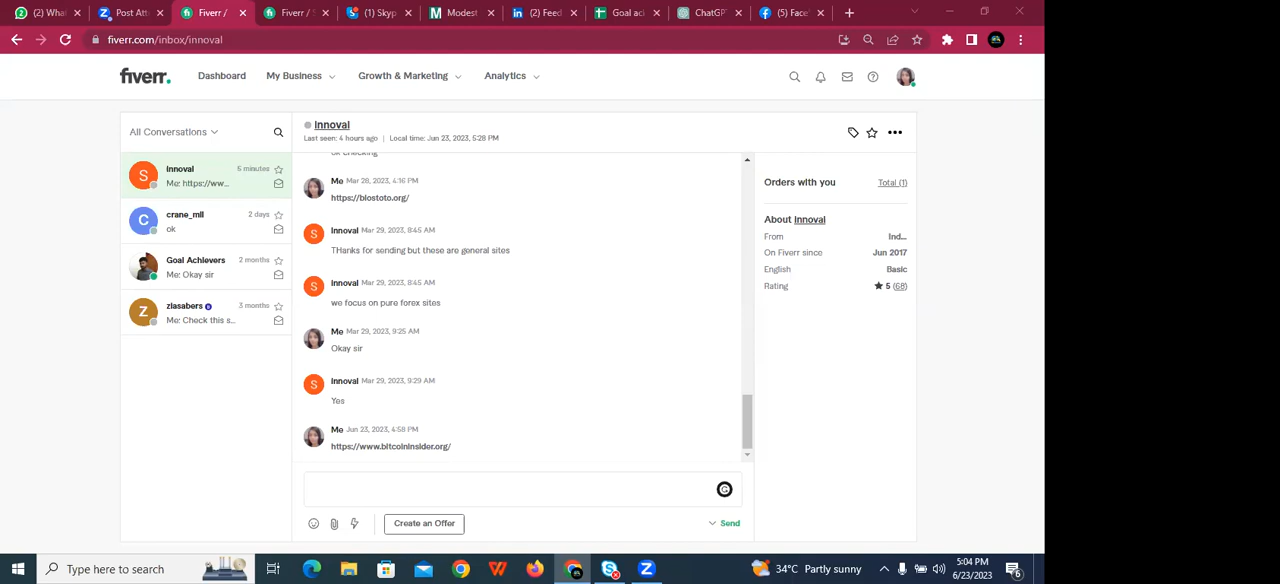 (2) Wha
Post Att
Fiverr /
Fiverr / S
(1) Skyp
Modest
(2) Feed
Goal aci
ChatGP
(5) Face
fiverr.com/inbox/innoval
fiverr. Dashboard My Business Growth & Marketing Analytics
All Conversations
innoval 5 minutes
Me: https://ww...
crane_mll 2 days
ok
Goal Achievers 2 months
Me: Okay sir
ziasabers 3 months
Me: Check this s...
innoval
Last seen: 4 hours ago | Local time: Jun 23, 2023, 5:28 PM
ok checking
Me Mar 28, 2023, 4:16 PM
https://blostoto.org/
innoval Mar 29, 2023, 8:45 AM
THanks for sending but these are general sites
innoval Mar 29, 2023, 8:45 AM
we focus on pure forex sites
Me Mar 29, 2023, 9:25 AM
Okay sir
innoval Mar 29, 2023, 9:29 AM
Yes
Me Jun 23, 2023, 4:58 PM
https://www.bitcoininsider.org/
Create an Offer
Send
Orders with you Total (1)
About innoval
From Ind...
On Fiverr since Jun 2017
English Basic
Rating 5 (68)
Type here to search
34°C Partly sunny
5:04 PM
6/23/2023
6